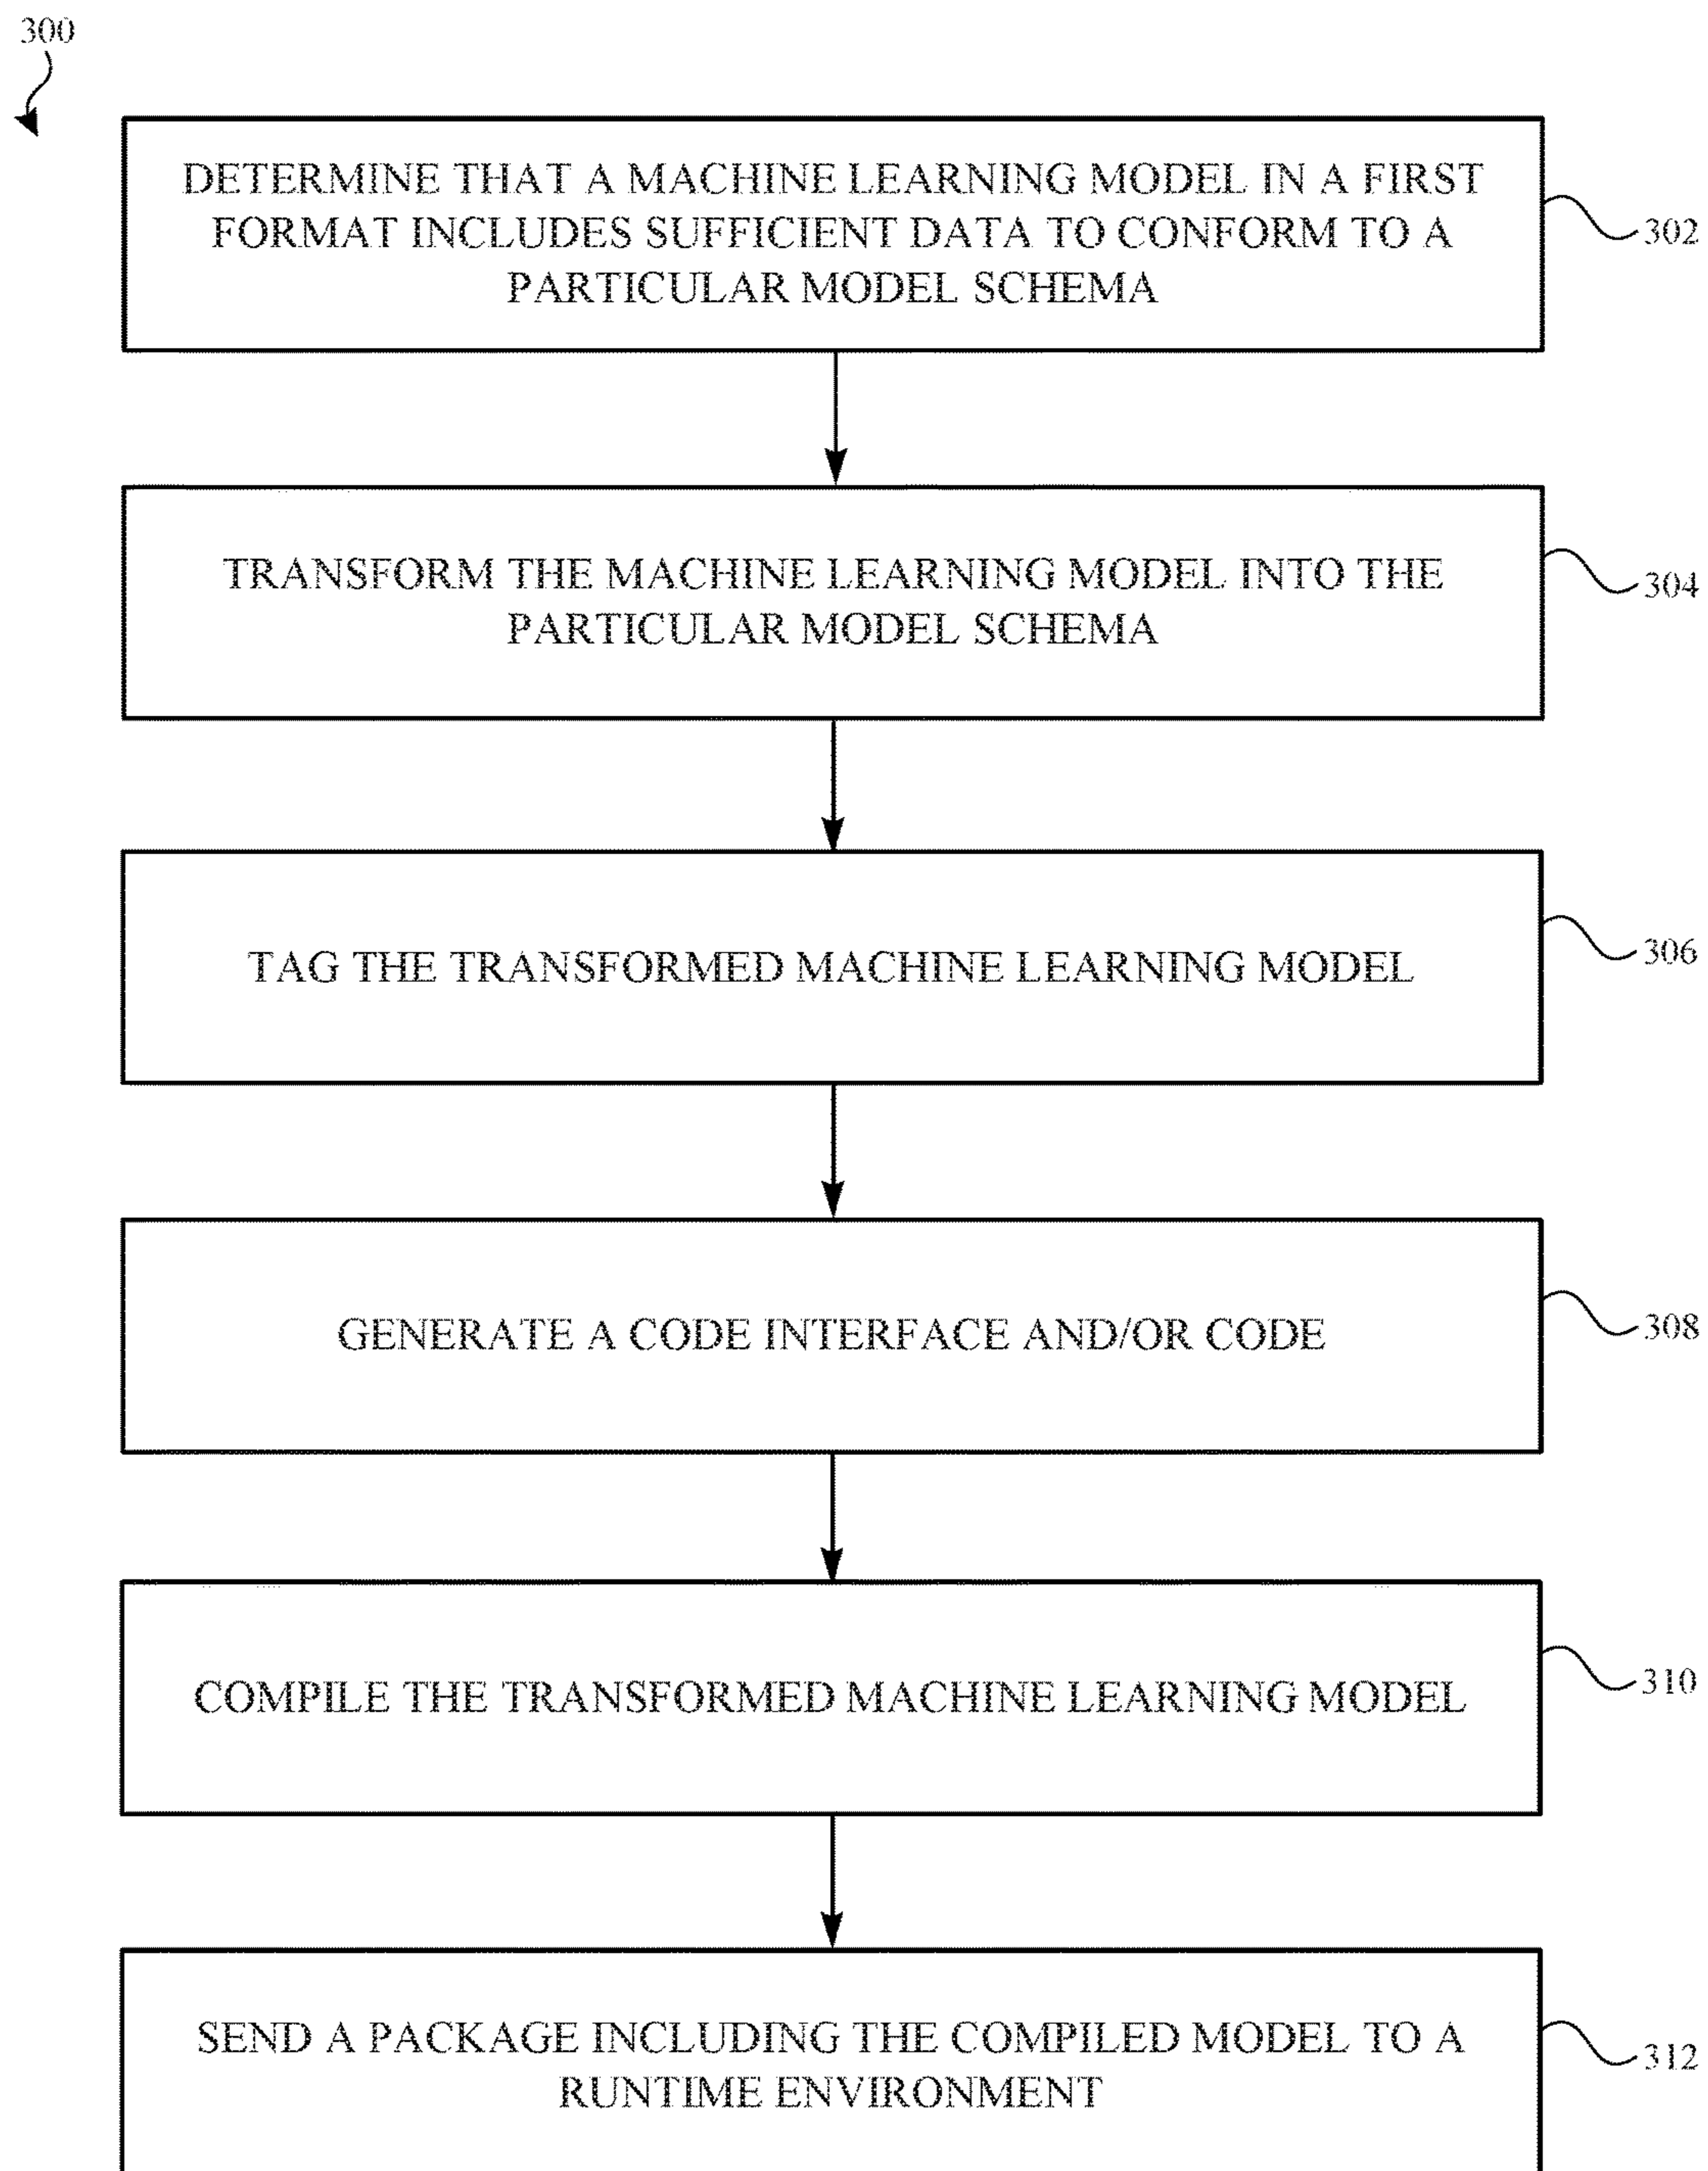 300
DETERMINE THAT A MACHINE LEARNING MODEL IN A FIRST
FORMAT INCLUDES SUFFICIENT DATA TO CONFORM TO A
PARTICULAR MODEL SCHEMA
302
TRANSFORM THE MACHINE LEARNING MODEL INTO THE
PARTICULAR MODEL SCHEMA
304
TAG THE TRANSFORMED MACHINE LEARNING MODEL
306
GENERATE A CODE INTERFACE AND/OR CODE
308
COMPILE THE TRANSFORMED MACHINE LEARNING MODEL
310
SEND A PACKAGE INCLUDING THE COMPILED MODEL TO A
RUNTIME ENVIRONMENT
312